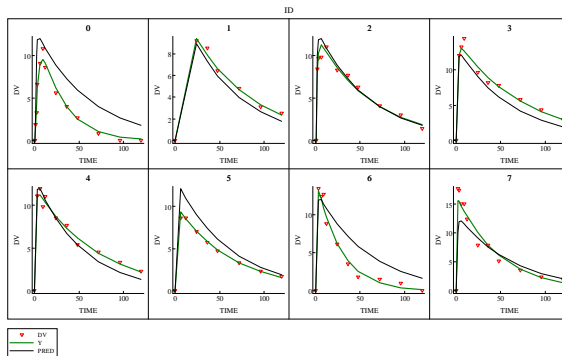 ID
0 1 2 3
DV DV DV DV
10 8 10 10
6
5 4 5 5
2
0 0 0 0
0 50 100 0 50 100 0 50 100 0 50 100
TIME TIME TIME TIME
4 5 6 7
DV DV DV DV
15
10 10 10 10
5 5 5 5
0 0 0 0
0 50 100 0 50 100 0 50 100 0 50 100
TIME TIME TIME TIME
DV
Y
PRED